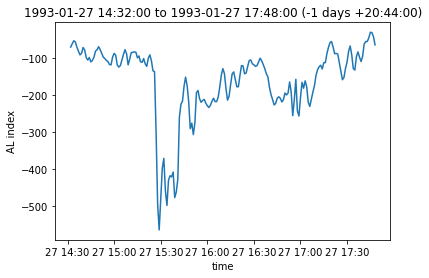 1993-01-27 14:32:00 to 1993-01-27 17:48:00 (-1 days +20:44:00)
−100
−200
−300
−400
−500
AL index
27 14:30 27 15:00 27 15:30 27 16:00 27 16:30 27 17:00 27 17:30
time